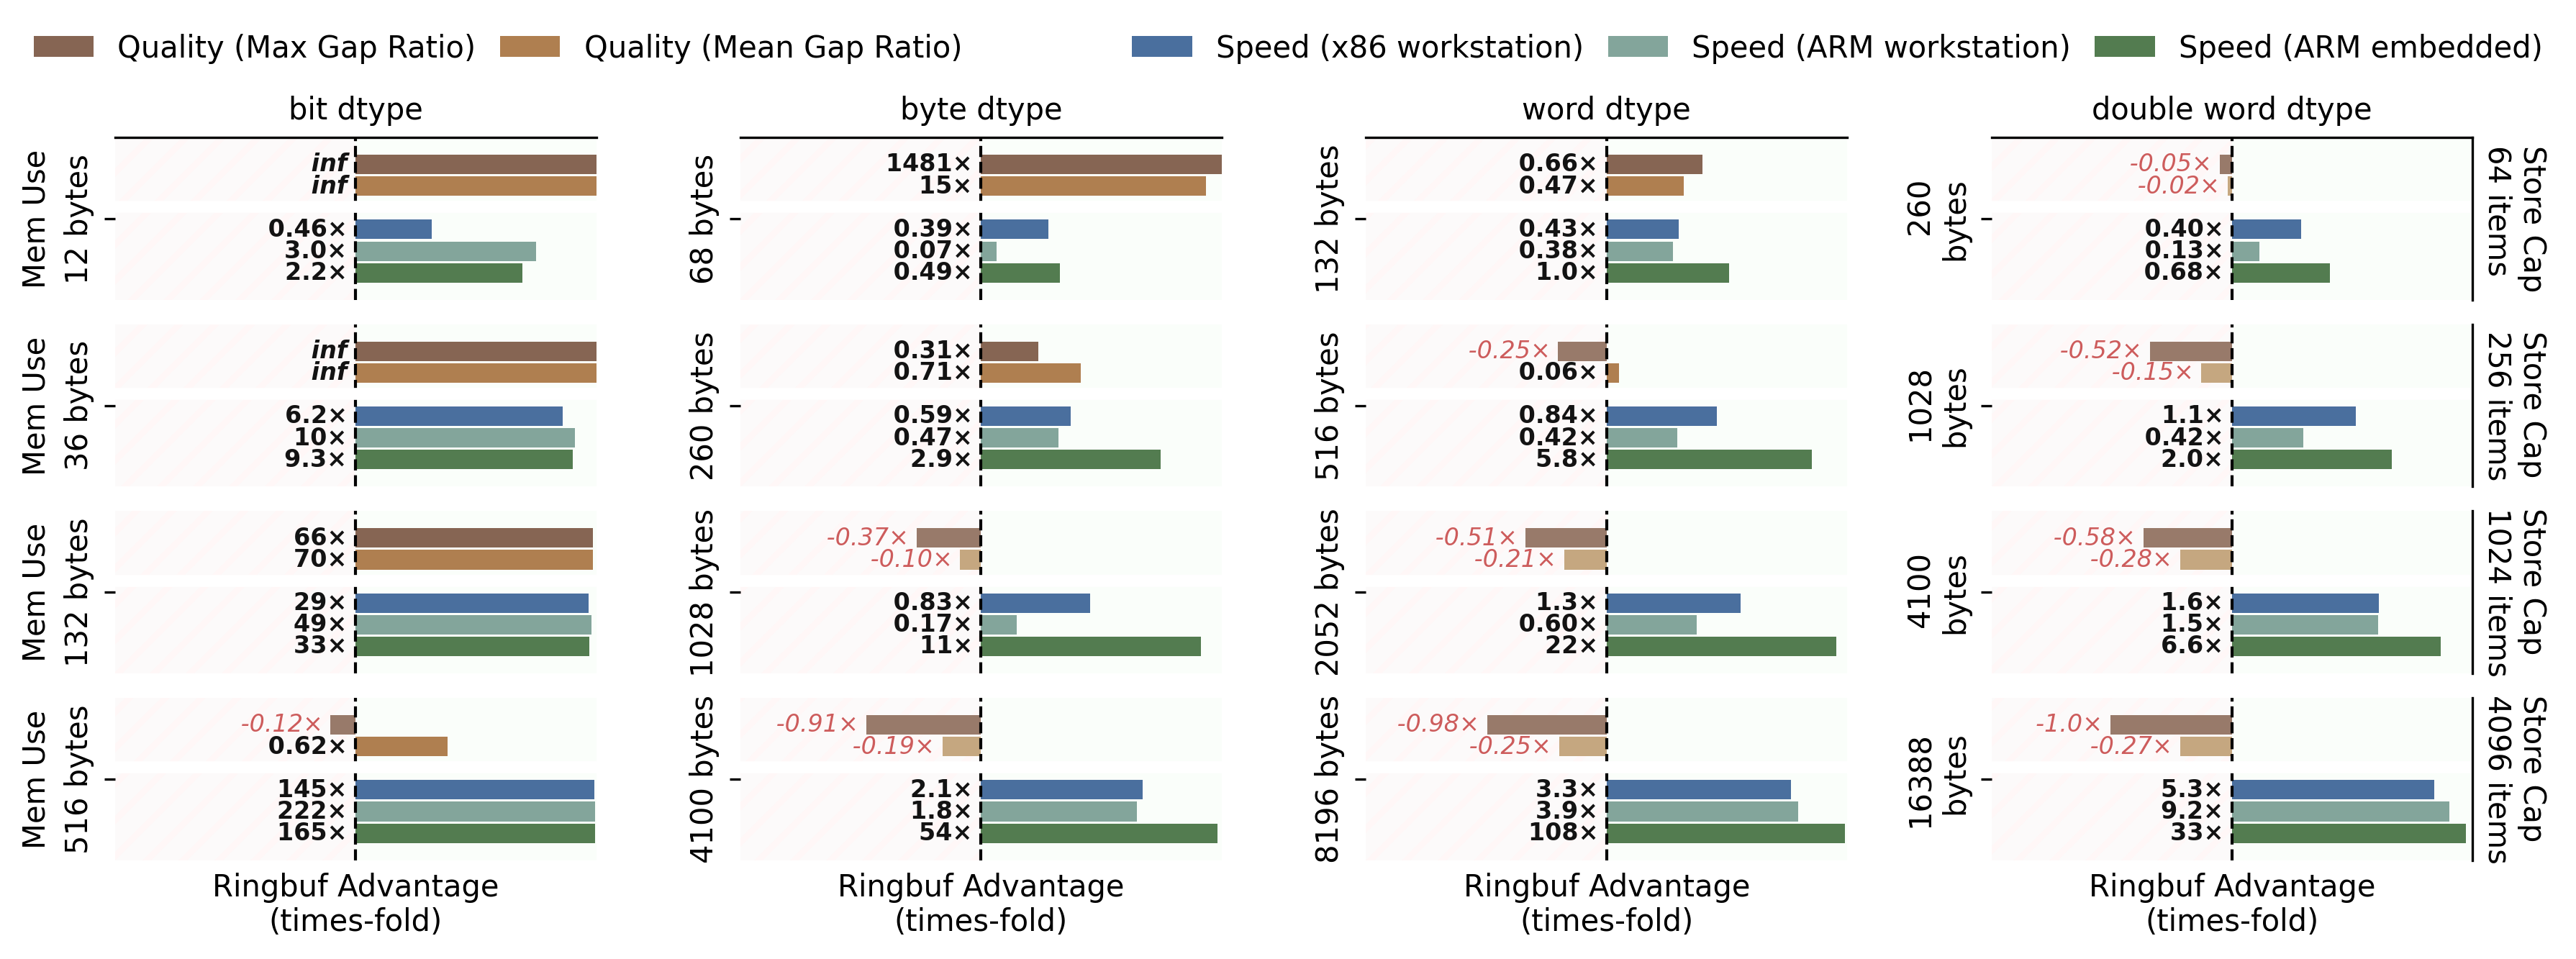 Quality (Max Gap Ratio) Quality (Mean Gap Ratio) Speed (x86 workstation) Speed (ARM workstation) Speed (ARM embedded)
bit dtype byte dtype word dtype double word dtype
Mem Use
12 bytes
inf
inf
0.46×
3.0×
2.2×
68 bytes
1481×
15×
0.39×
0.07×
0.49×
132 bytes
0.66×
0.47×
0.43×
0.38×
1.0×
260
bytes
-0.05×
-0.02×
0.40×
0.13×
0.68×
Store Cap
64 items
Mem Use
36 bytes
inf
inf
6.2×
10×
9.3×
260 bytes
0.31×
0.71×
0.59×
0.47×
2.9×
516 bytes
-0.25×
0.06×
0.84×
0.42×
5.8×
1028
bytes
-0.52×
-0.15×
1.1×
0.42×
2.0×
Store Cap
256 items
Mem Use
132 bytes
66×
70×
29×
49×
33×
1028 bytes
-0.37×
-0.10×
0.83×
0.17×
11×
2052 bytes
-0.51×
-0.21×
1.3×
0.60×
22×
4100
bytes
-0.58×
-0.28×
1.6×
1.5×
6.6×
Store Cap
1024 items
Mem Use
516 bytes
-0.12×
0.62×
145×
222×
165×
4100 bytes
-0.91×
-0.19×
2.1×
1.8×
54×
8196 bytes
-0.98×
-0.25×
3.3×
3.9×
108×
16388
bytes
-1.0×
-0.27×
5.3×
9.2×
33×
Store Cap
4096 items
Ringbuf Advantage
(times-fold)
Ringbuf Advantage
(times-fold)
Ringbuf Advantage
(times-fold)
Ringbuf Advantage
(times-fold)